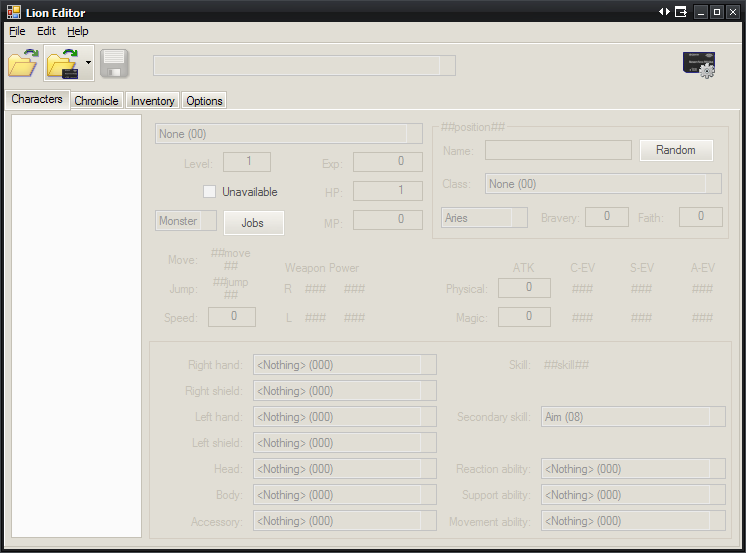 Lion Editor
File Edit Help
Characters Chronicle Inventory Options
None (00)
##position##
Level: 1 Exp: 0
Name: Random
Unavailable HP: 1
Class: None (00)
Monster Jobs MP: 0
Aries Bravery: 0 Faith: 0
Move: ##move
##
Weapon Power ATK C-EV S-EV A-EV
Jump: ##jump
##
R ### ### Physical: 0 ### ### ###
Speed: 0 L ### ### Magic: 0 ### ### ###
Right hand: <Nothing> (000) Skill: ##skill##
Right shield: <Nothing> (000)
Left hand: <Nothing> (000) Secondary skill: Aim (08)
Left shield: <Nothing> (000)
Head: <Nothing> (000) Reaction ability: <Nothing> (000)
Body: <Nothing> (000) Support ability: <Nothing> (000)
Accessory: <Nothing> (000) Movement ability: <Nothing> (000)